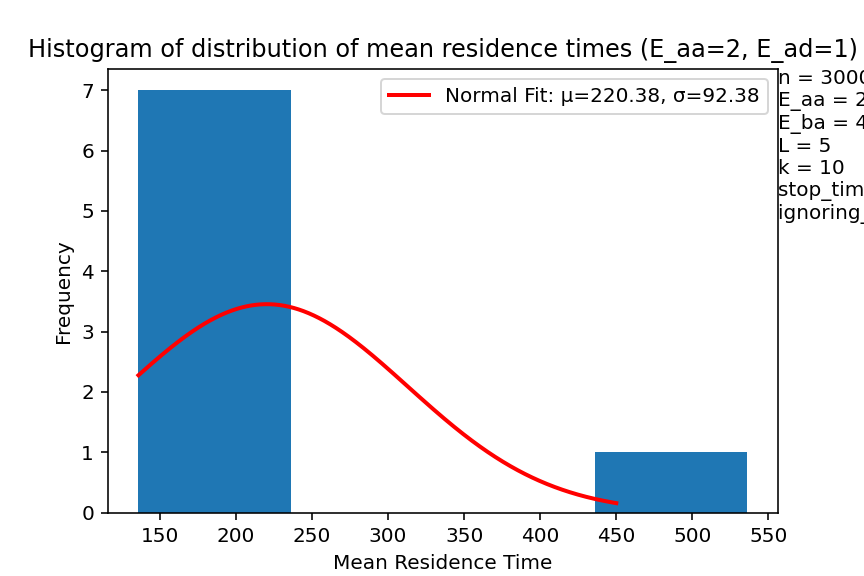 Histogram of distribution of mean residence times (E_aa=2, E_ad=1)
7
6
5
4
3
2
1
0
Frequency
Normal Fit: μ=220.38, σ=92.38
n = 3000
E_aa = 2
E_ba = 4
L = 5
k = 10
stop_tim
ignoring_
150 200 250 300 350 400 450 500 550
Mean Residence Time